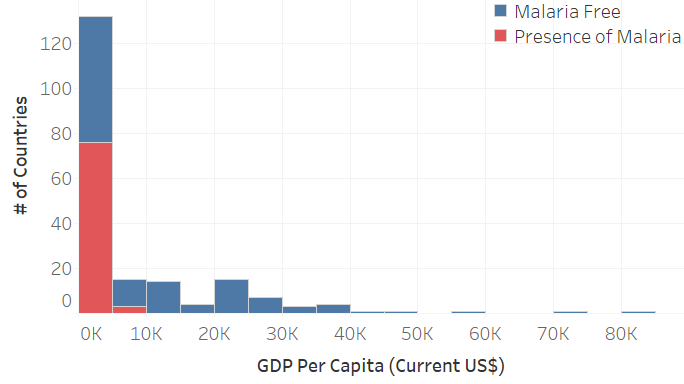 Malaria Free
Presence of Malaria
120
100
80
60
40
20
0
# of Countries
0K 10K 20K 30K 40K 50K 60K 70K 80K
GDP Per Capita (Current US$)